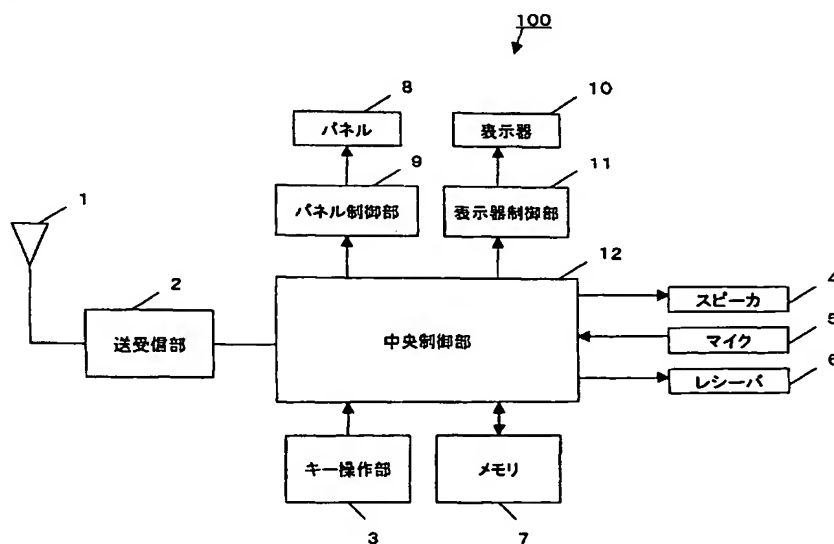 100
8
10
パネル
表示器
9
11
パネル制御部
表示器制御部
1
12
2
4
スピーカ
5
送受信部
中央制御部
マイク
6
レシーバ
キー操作部
メモリ
3
7